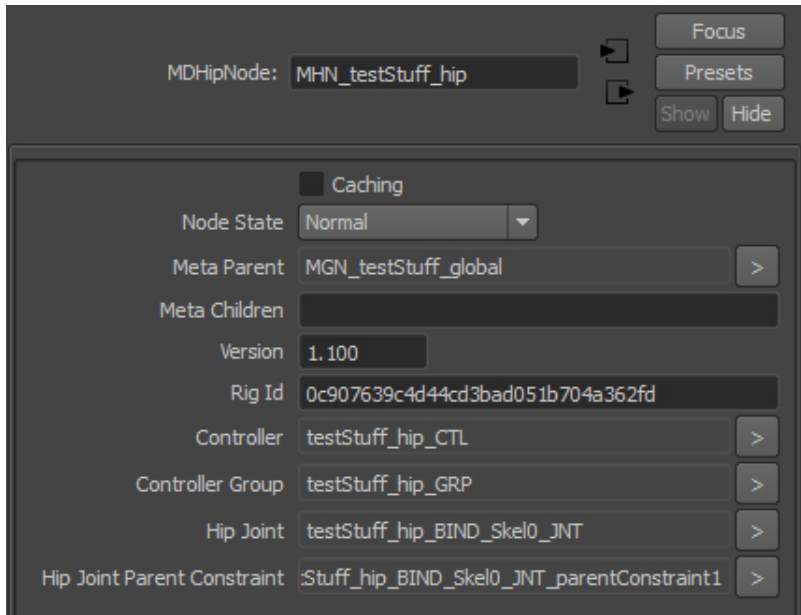 Focus
MDHipNode: MHN_testStuff_hip
Presets
Show Hide
Caching
Node State Normal
Meta Parent MGN_testStuff_global >
Meta Children
Version 1.100
Rig Id 0c907639c4d44cd3bad051b704a362fd
Controller testStuff_hip_CTL >
Controller Group testStuff_hip_GRP >
Hip Joint testStuff_hip_BIND_Skel0_JNT >
Hip Joint Parent Constraint :Stuff_hip_BIND_Skel0_JNT_parentConstraint1 >